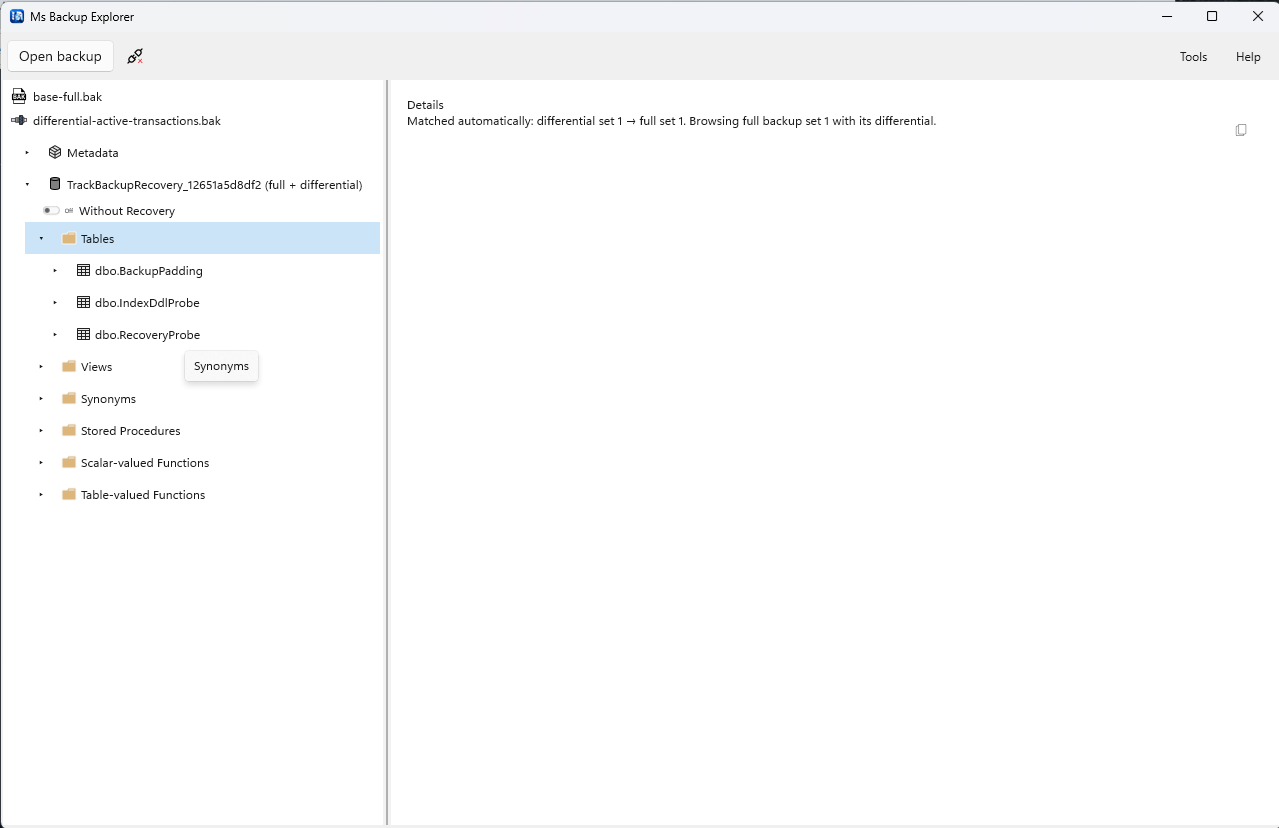 Ms Backup Explorer
Open backup
Tools
Help
base-full.bak
differential-active-transactions.bak
Metadata
TrackBackupRecovery_12651a5d8df2 (full + differential)
Off Without Recovery
Tables
dbo.BackupPadding
dbo.IndexDdlProbe
dbo.RecoveryProbe
Views
Synonyms
Synonyms
Stored Procedures
Scalar-valued Functions
Table-valued Functions
Details
Matched automatically: differential set 1 → full set 1. Browsing full backup set 1 with its differential.